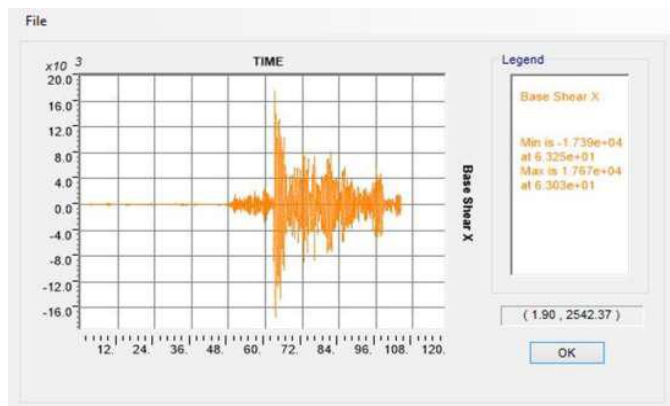 File
x10 3
TIME
20.0
16.0
12.0
8.0
4.0
0.0
-4.0
-8.0
-12.0
-16.0
12. 24. 36. 48. 60. 72. 84. 96. 108. 120.
Base Shear X
Legend
Base Shear X
Min is -1.739e+04
at 6.325e+01
Max is 1.767e+04
at 6.303e+01
( 1.90 , 2542.37 )
OK